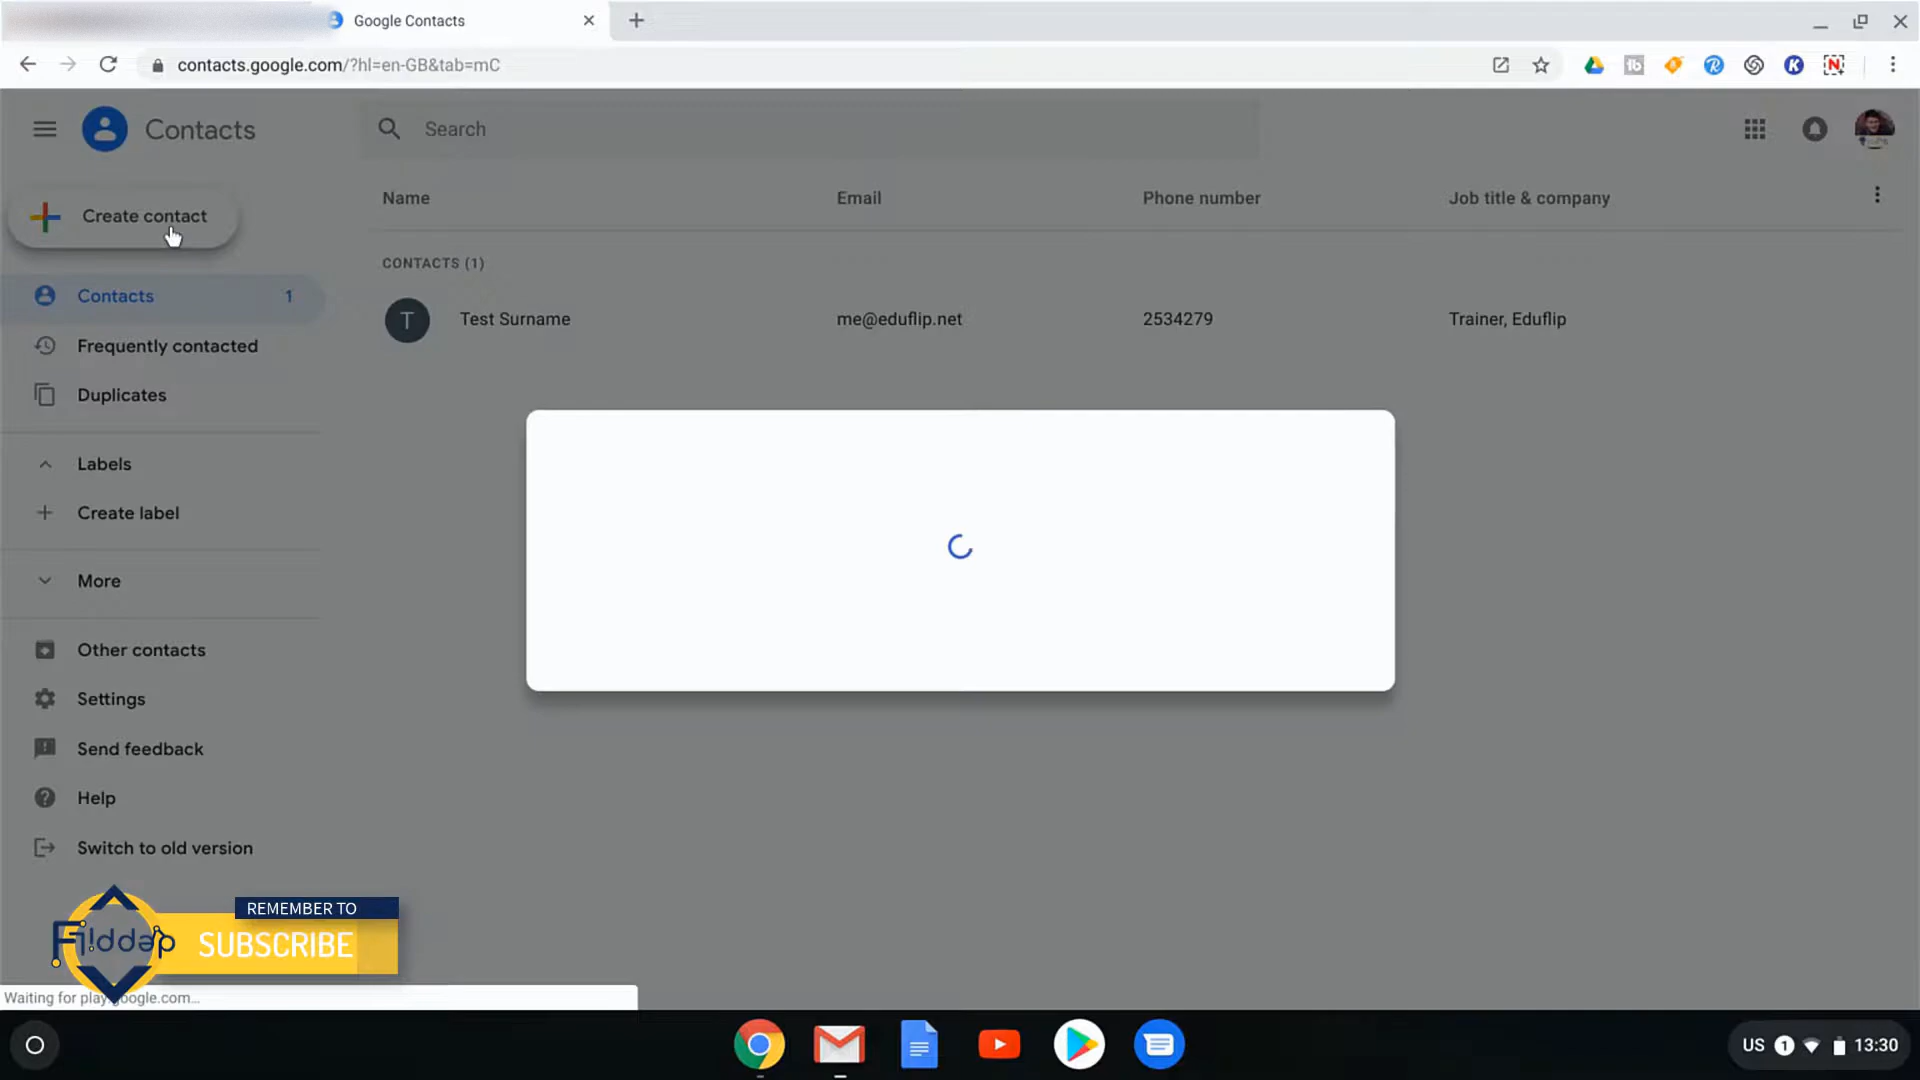 Google Contacts
contacts.google.com/?hl=en-GB&tab=mC
Contacts
Search
Create contact
Name Email Phone number Job title & company
CONTACTS (1)
Contacts 1
T Test Surname me@eduflip.net 2534279 Trainer, Eduflip
Frequently contacted
Duplicates
Labels
Create label
More
Other contacts
Settings
Send feedback
Help
Switch to old version
REMEMBER TO
Fliddap SUBSCRIBE
Waiting for play.google.com...
US 1 13:30